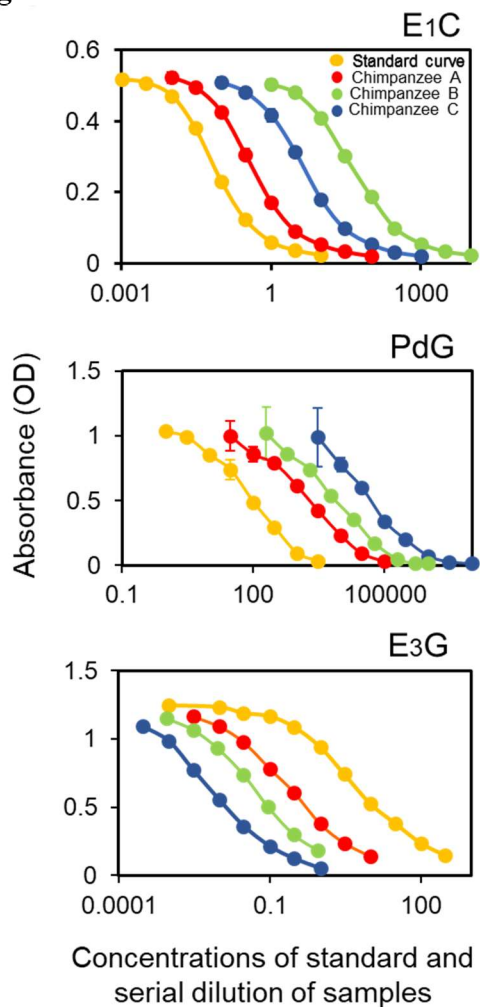 E1C
0.6
Standard curve
Chimpanzee A
Chimpanzee B
Chimpanzee C
0.4
0.2
0
0.001 1 1000
PdG
1.5
1
0.5
0
0.1 100 100000
Absorbance (OD)
E3G
1.5
1
0.5
0
0.0001 0.1 100
Concentrations of standard and
serial dilution of samples